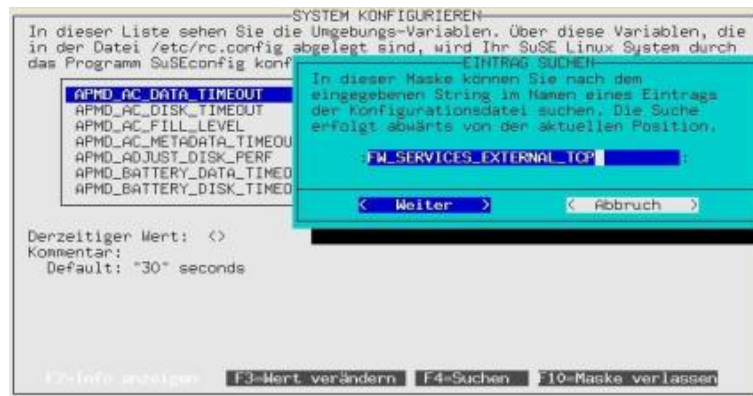 SYSTEM KONFIGURIEREN
In dieser Liste sehen Sie die Umgebungs-Variablen. Über diese Variablen, die
in der Datei /etc/rc.config abgelegt sind, wird Ihr SuSE Linux System durch
das Programm SuSEconfig konf
EINTRAG SUCHEN
In dieser Maske können Sie nach dem
eingegebenen String im Namen eines Eintrags
der Konfigurationsdatei suchen. Die Suche
erfolgt abwärts von der aktuellen Position.
:FW_SERVICES_EXTERNAL_TCP :
< Weiter > < Abbruch >
APMD_AC_DATA_TIMEOUT
APMD_AC_DISK_TIMEOUT
APMD_AC_FILL_LEVEL
APMD_AC_METADATA_TIMEOU
APMD_ADJUST_DISK_PERF
APMD_BATTERY_DATA_TIMEO
APMD_BATTERY_DISK_TIMEO
Derzeitiger Wert: <>
Kommentar:
Default: "30" seconds
F2=Info anzeigen F3=Wert verändern F4=Suchen F10=Maske verlassen